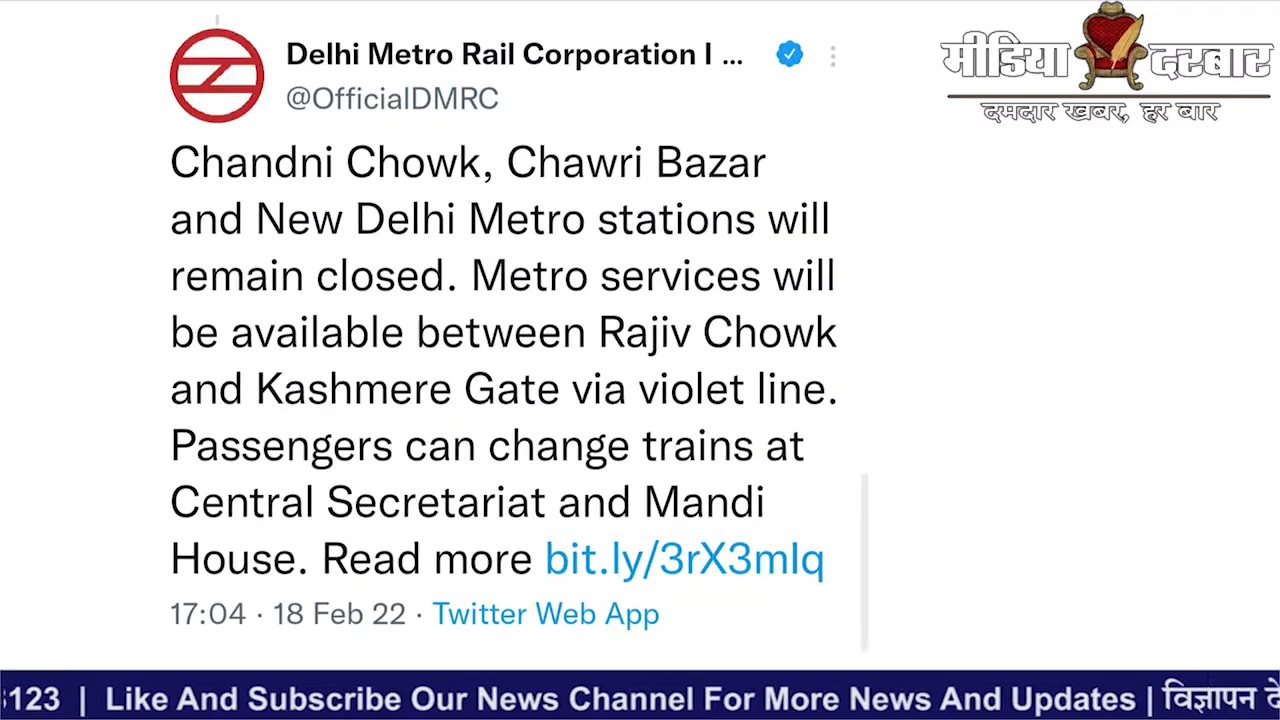 Delhi Metro Rail Corporation I ...
@OfficialDMRC
मीडिया दरबार
दमदार खबर, हर बार
Chandni Chowk, Chawri Bazar
and New Delhi Metro stations will
remain closed. Metro services will
be available between Rajiv Chowk
and Kashmere Gate via violet line.
Passengers can change trains at
Central Secretariat and Mandi
House. Read more bit.ly/3rX3mIq
17:04 · 18 Feb 22 · Twitter Web App
123 | Like And Subscribe Our News Channel For More News And Updates | विज्ञापन